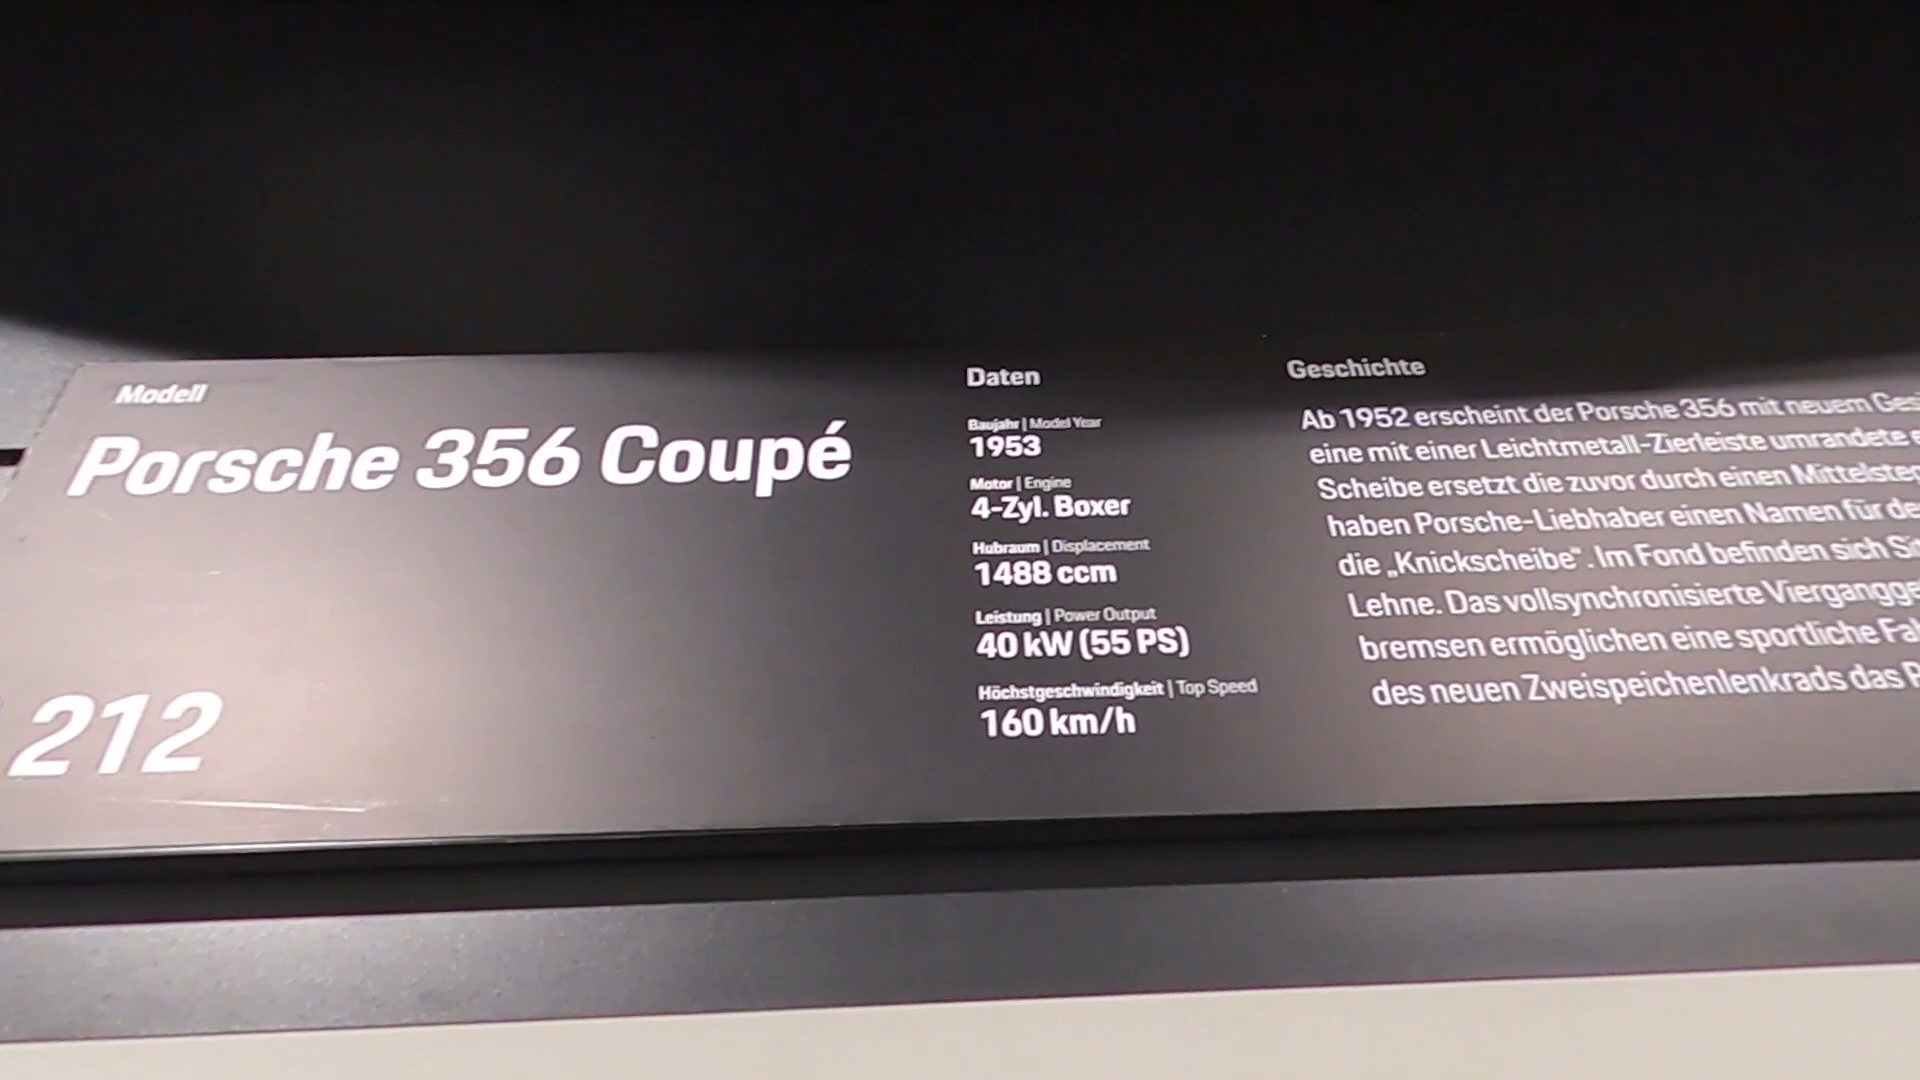 Modell
Porsche 356 Coupé
212
Daten
Baujahr | Model Year
1953
Motor | Engine
4-Zyl. Boxer
Hubraum | Displacement
1488 ccm
Leistung | Power Output
40 kW (55 PS)
Höchstgeschwindigkeit | Top Speed
160 km/h
Geschichte
Ab 1952 erscheint der Porsche 356 mit neuem
eine mit einer Leichtmetall-Zierleiste umrandete
Scheibe ersetzt die zuvor durch einen
haben Porsche-Liebhaber einen Namen für
die „Knickscheibe“. Im Fond befinden sich
Lehne. Das vollsynchronisierte
bremsen ermöglichen eine sportliche
des neuen Zweispeichenlenkrads das